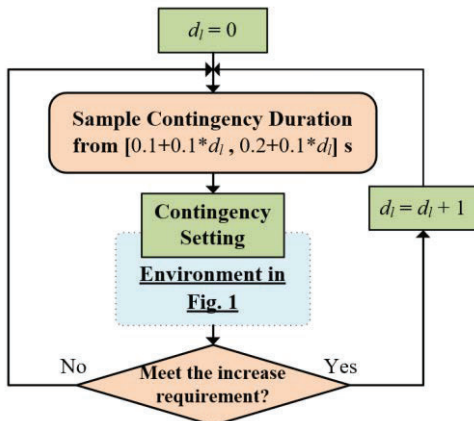 d_l = 0
Sample Contingency Duration
from [0.1+0.1*d_l , 0.2+0.1*d_l] s
Contingency
Setting
d_l = d_l + 1
Environment in
Fig. 1
No
Yes
Meet the increase
requirement?